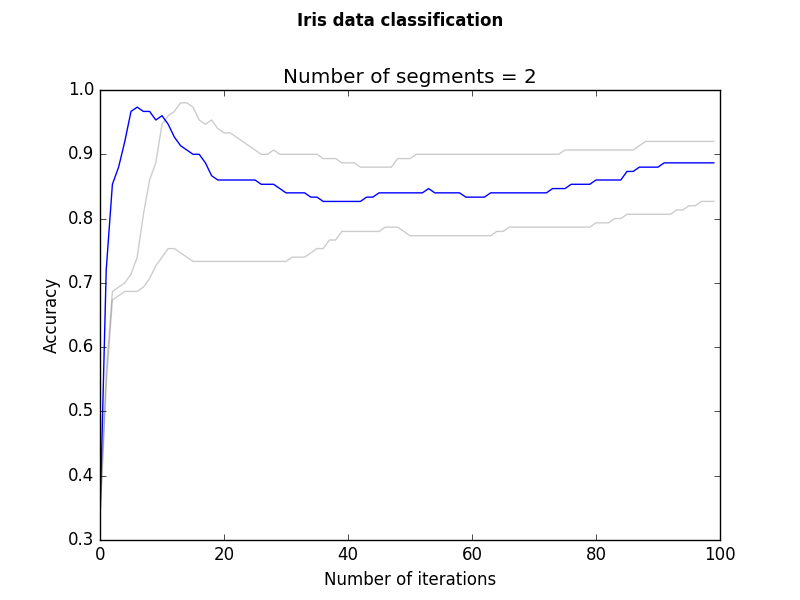 Iris data classification
Number of segments = 2
1.0
0.9
0.8
0.7
0.6
0.5
0.4
0.3
Accuracy
0 20 40 60 80 100
Number of iterations